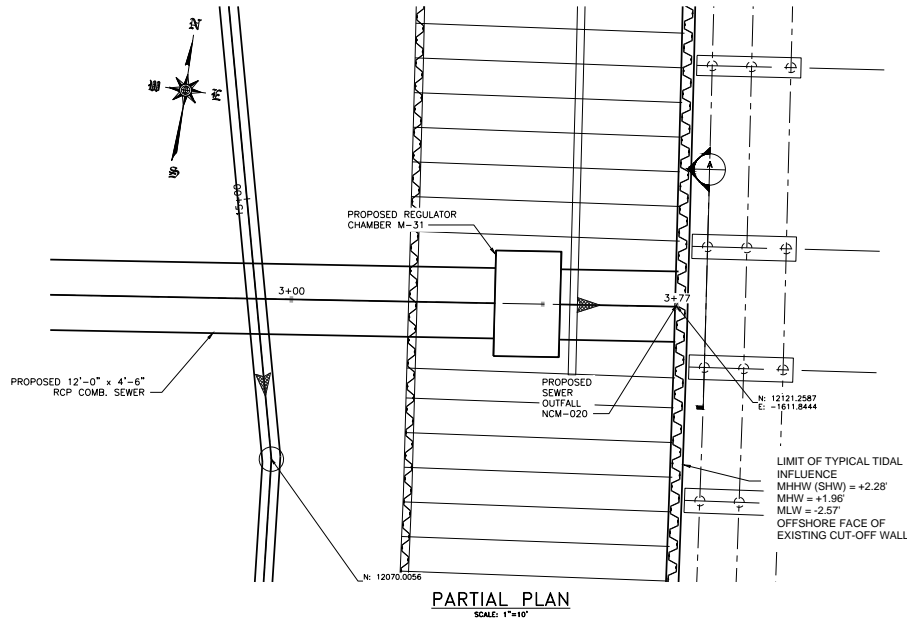 N
W E
S
15+00
PROPOSED REGULATOR
CHAMBER M-31
A
3+00
3+77
PROPOSED 12'-0" x 4'-6"
RCP COMB. SEWER
PROPOSED
SEWER
OUTFALL
NCM-020
N: 12121.2587
E: -1611.8444
LIMIT OF TYPICAL TIDAL
INFLUENCE
MHHW (SHW) = +2.28'
MHW = +1.96'
MLW = -2.57'
OFFSHORE FACE OF
EXISTING CUT-OFF WALL
N: 12070.0056
PARTIAL PLAN
SCALE: 1"=10'